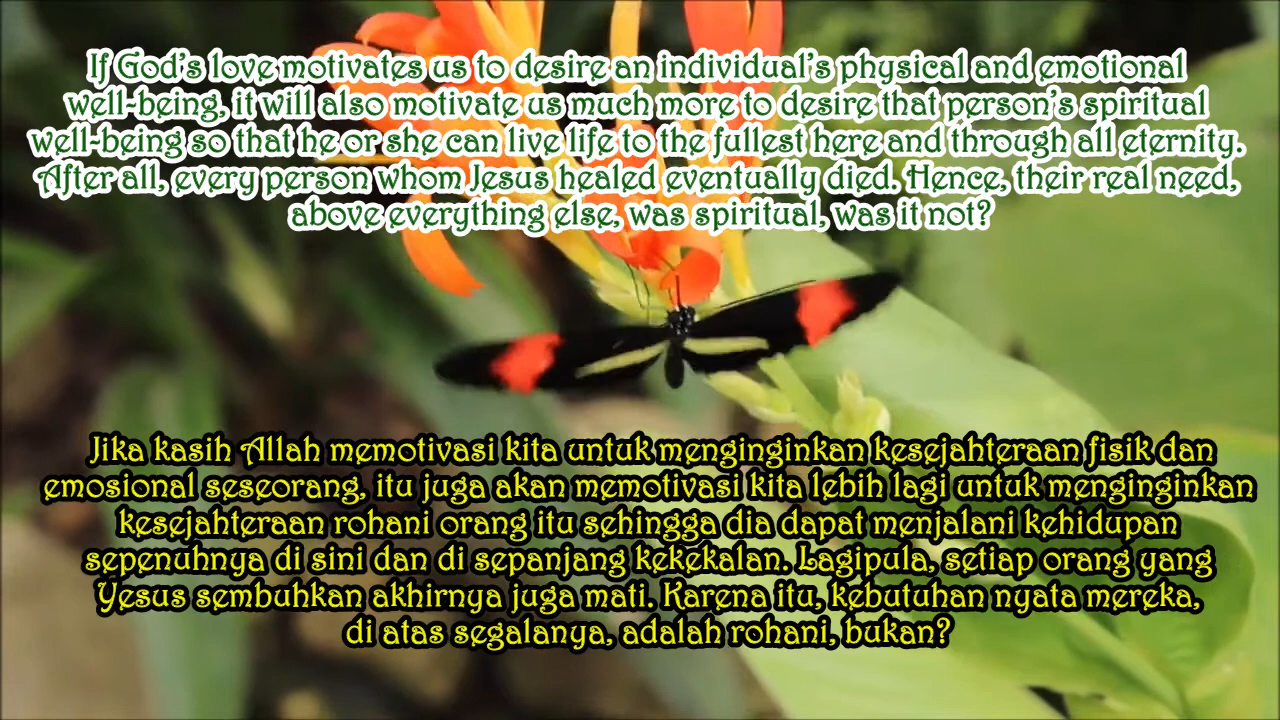 If God's love motivates us to desire an individual's physical and emotional
well-being, it will also motivate us much more to desire that person's spiritual
well-being so that he or she can live life to the fullest here and through all eternity.
After all, every person whom Jesus healed eventually died. Hence, their real need,
above everything else, was spiritual, was it not?
Jika kasih Allah memotivasi kita untuk menginginkan kesejahteraan fisik dan
emosional seseorang, itu juga akan memotivasi kita lebih lagi untuk menginginkan
kesejahteraan rohani orang itu sehingga dia dapat menjalani kehidupan
sepenuhnya di sini dan di sepanjang kekekalan. Lagipula, setiap orang yang
Yesus sembuhkan akhirnya juga mati. Karena itu, kebutuhan nyata mereka,
di atas segalanya, adalah rohani, bukan?